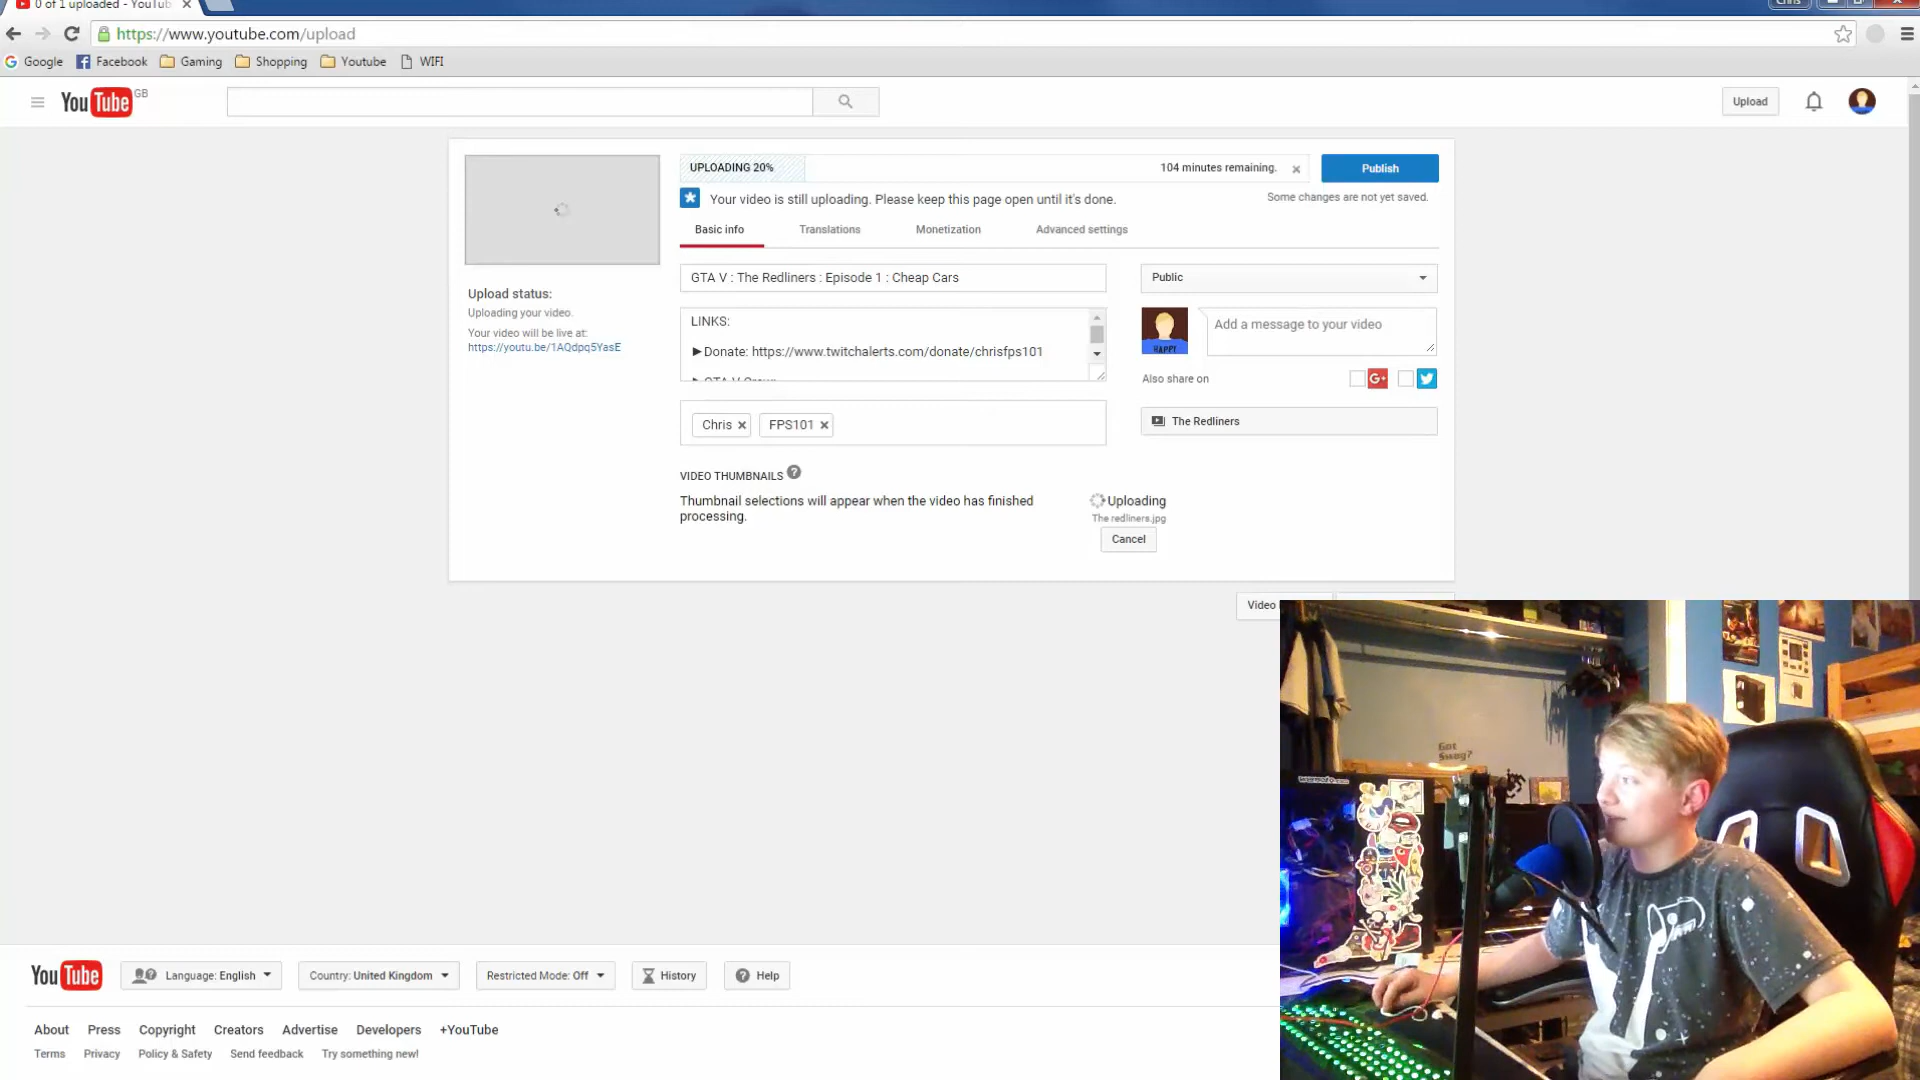 0 of 1 uploaded - YouTub
Chris
https://www.youtube.com/upload
Google Facebook Gaming Shopping Youtube WIFI
YouTube GB
Upload
UPLOADING 20% 104 minutes remaining.
Publish
Your video is still uploading. Please keep this page open until it's done.
Some changes are not yet saved.
Basic info Translations Monetization Advanced settings
GTA V : The Redliners : Episode 1 : Cheap Cars
Public
Upload status:
Uploading your video.
Your video will be live at:
https://youtu.be/1AQdpq5YasE
LINKS:
►Donate: https://www.twitchalerts.com/donate/chrisfps101
► GTA V Crew:
HAPPY
Add a message to your video
Also share on
G+
Chris × FPS101 ×
The Redliners
VIDEO THUMBNAILS ?
Thumbnail selections will appear when the video has finished
processing.
Uploading
The redliners.jpg
Cancel
Video
Got
Swag?
YouTube
Language: English
Country: United Kingdom
Restricted Mode: Off
History
Help
About Press Copyright Creators Advertise Developers +YouTube
Terms Privacy Policy & Safety Send feedback Try something new!